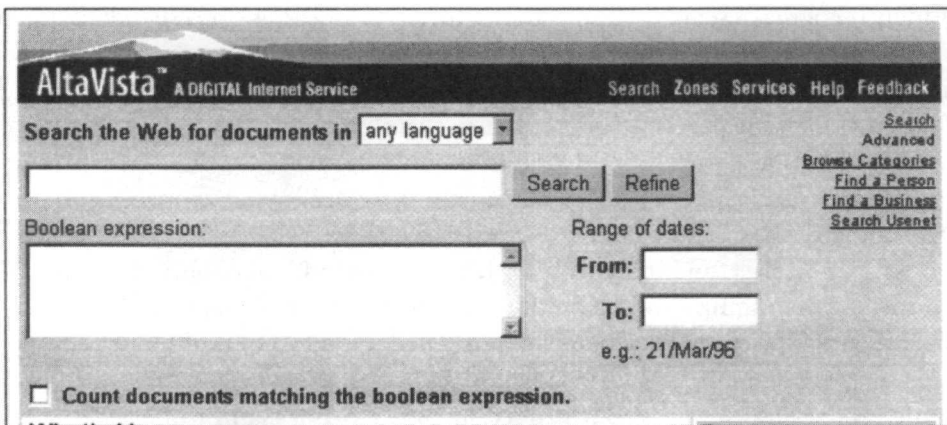 AltaVista™ A DIGITAL Internet Service
Search Zones Services Help Feedback
Search the Web for documents in any language
Search
Advanced
Browse Categories
Find a Person
Find a Business
Search Usenet
Search Refine
Boolean expression:
Range of dates:
From:
To:
e.g.: 21/Mar/96
Count documents matching the boolean expression.